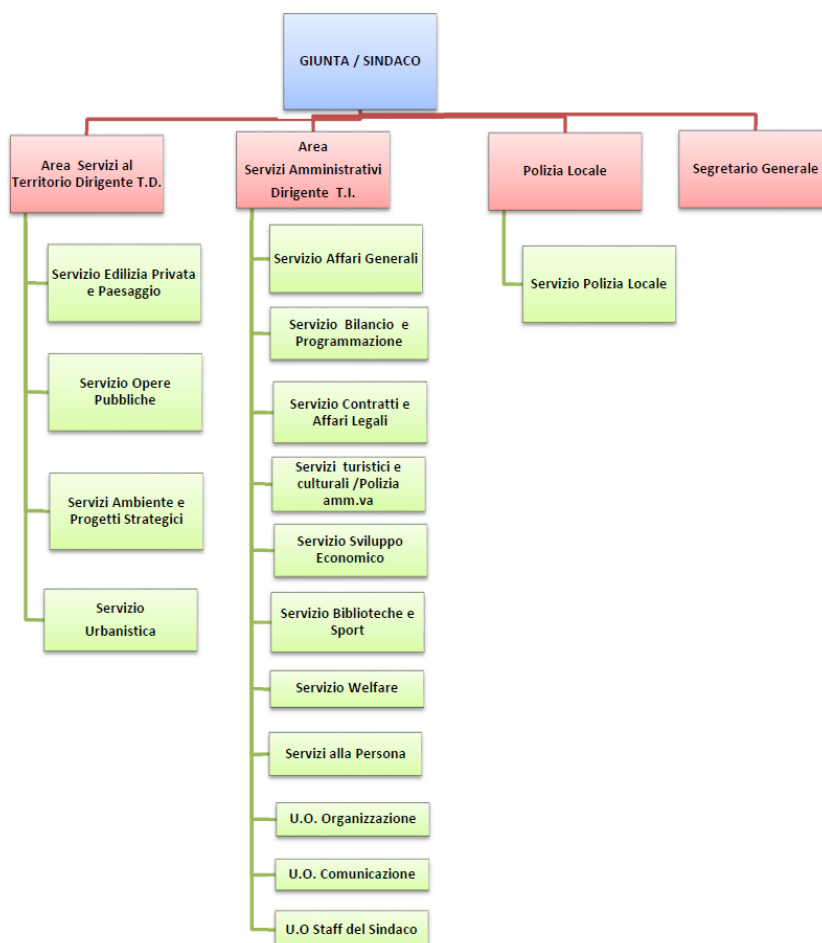 GIUNTA / SINDACO
Area Servizi al
Territorio Dirigente T.D.
Area
Servizi Amministrativi
Dirigente T.I.
Polizia Locale
Segretario Generale
Servizio Edilizia Privata
e Paesaggio
Servizio Opere
Pubbliche
Servizi Ambiente e
Progetti Strategici
Servizio
Urbanistica
Servizio Affari Generali
Servizio Bilancio e
Programmazione
Servizio Contratti e
Affari Legali
Servizi turistici e
culturali /Polizia
amm.va
Servizio Sviluppo
Economico
Servizio Biblioteche e
Sport
Servizio Welfare
Servizi alla Persona
U.O. Organizzazione
U.O. Comunicazione
U.O Staff del Sindaco
Servizio Polizia Locale